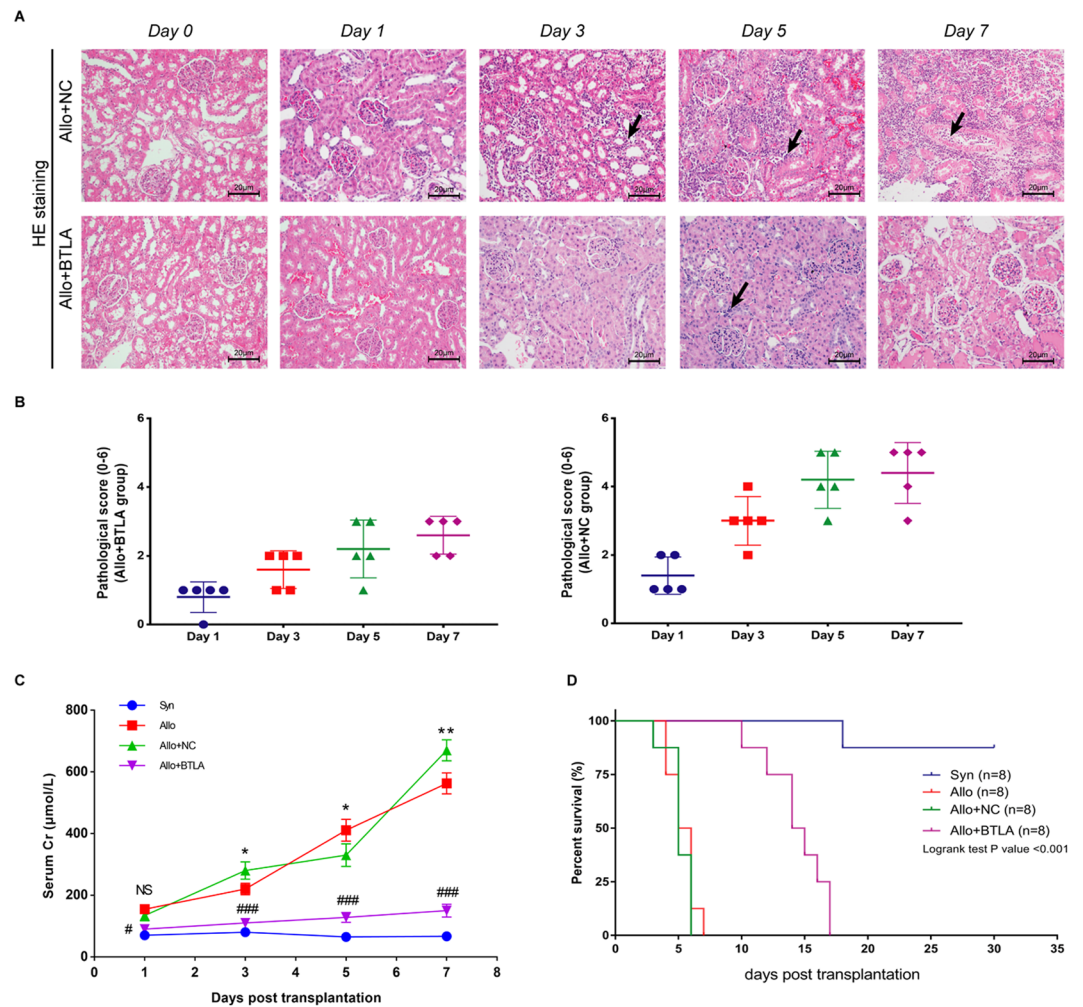 A
Day 0 Day 1 Day 3 Day 5 Day 7
HE staining
Allo+NC
20μm 20μm 20μm 20μm 20μm
Allo+BTLA
20μm 20μm 20μm 20μm 20μm
B
Pathological score (0-6)
(Allo+BTLA group)
6
4
2
0
Day 1 Day 3 Day 5 Day 7
Pathological score (0-6)
(Allo+NC group)
6
4
2
0
Day 1 Day 3 Day 5 Day 7
C
Syn
Allo
Allo+NC
Allo+BTLA
Serum Cr (μmol/L)
800
600
400
200
0
NS * * **
# ### ### ###
0 1 2 3 4 5 6 7 8
Days post transplantation
D
Percent survival (%)
100
75
50
25
0
Syn (n=8)
Allo (n=8)
Allo+NC (n=8)
Allo+BTLA (n=8)
Logrank test P value <0.001
0 5 10 15 20 25 30 35
days post transplantation